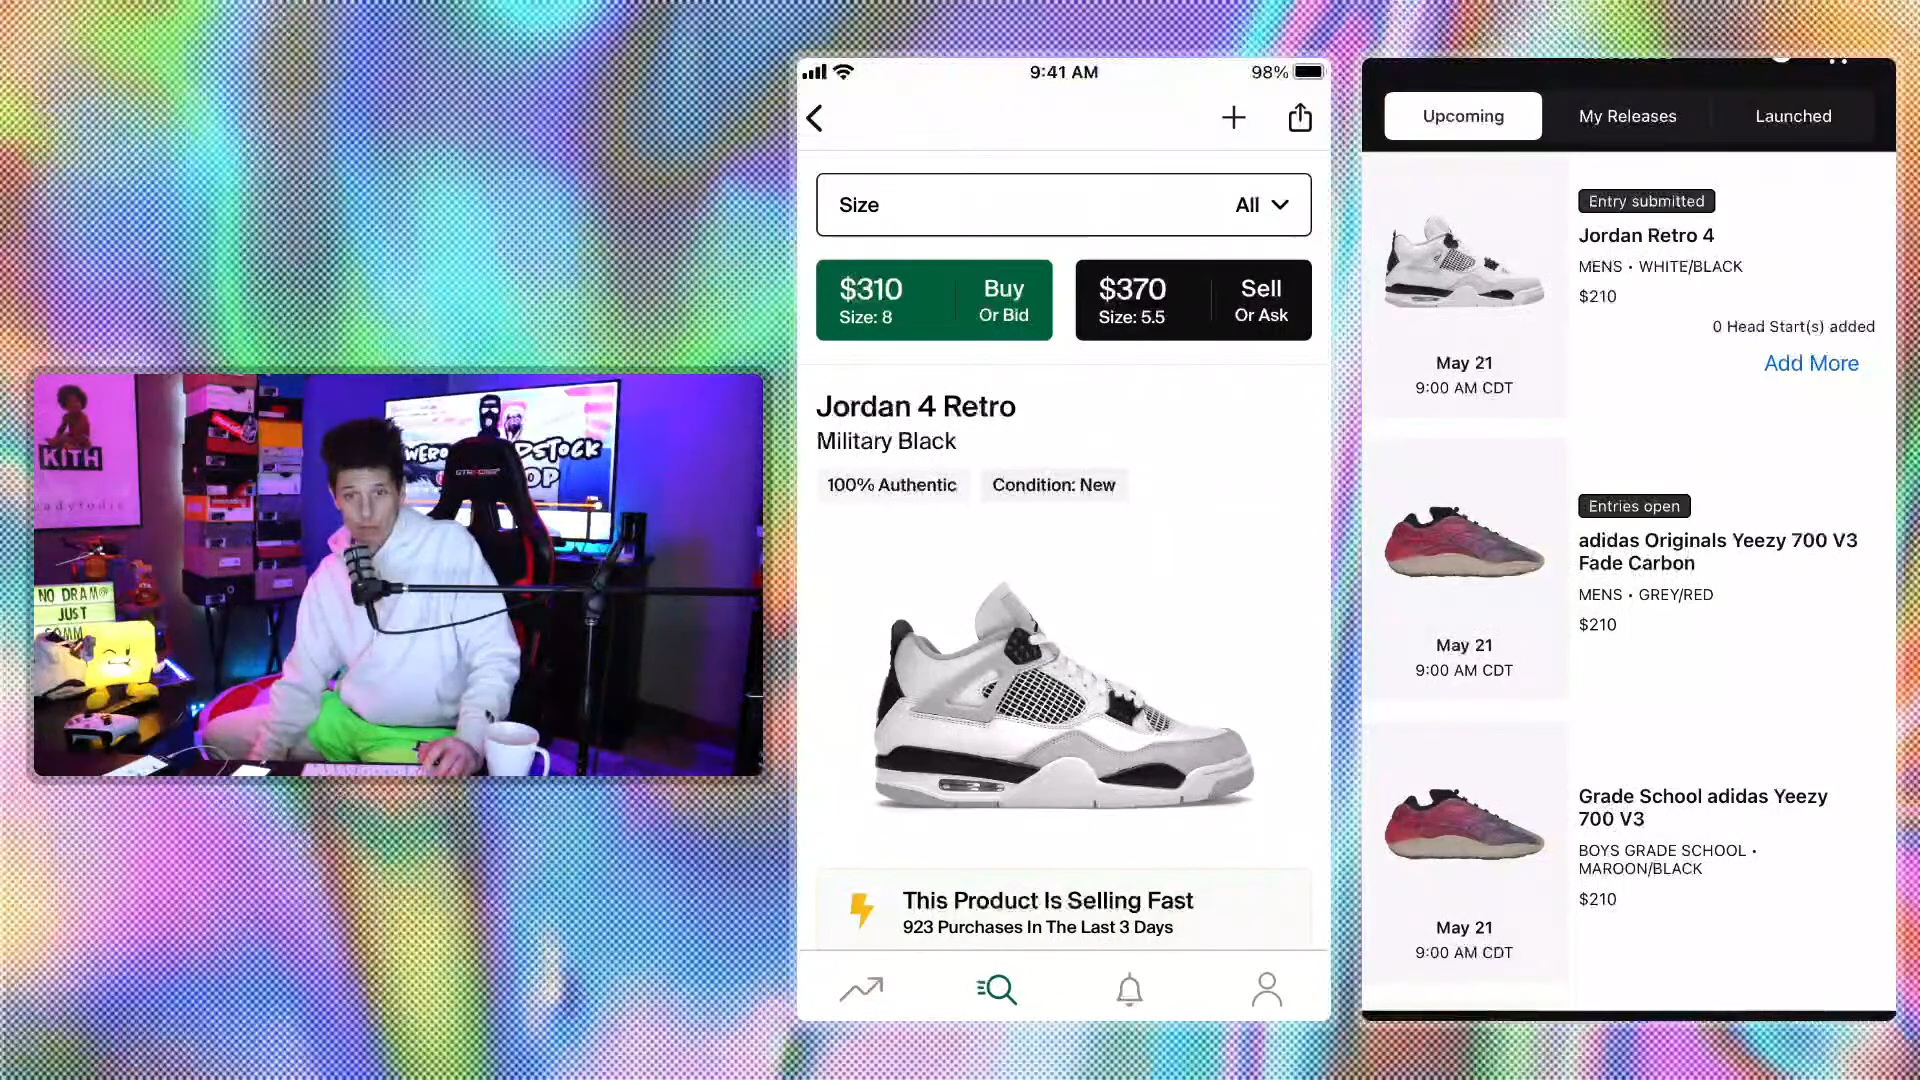 KITH
NO DRAM@
JUST
COMM
GTRACING
9:41 AM
98%
Size
All
$310
Size: 8
Buy
Or Bid
$370
Size: 5.5
Sell
Or Ask
Jordan 4 Retro
Military Black
100% Authentic
Condition: New
This Product Is Selling Fast
923 Purchases In The Last 3 Days
Upcoming
My Releases
Launched
Entry submitted
Jordan Retro 4
MENS • WHITE/BLACK
$210
0 Head Start(s) added
Add More
May 21
9:00 AM CDT
Entries open
adidas Originals Yeezy 700 V3
Fade Carbon
MENS • GREY/RED
$210
May 21
9:00 AM CDT
Grade School adidas Yeezy
700 V3
BOYS GRADE SCHOOL •
MAROON/BLACK
$210
May 21
9:00 AM CDT